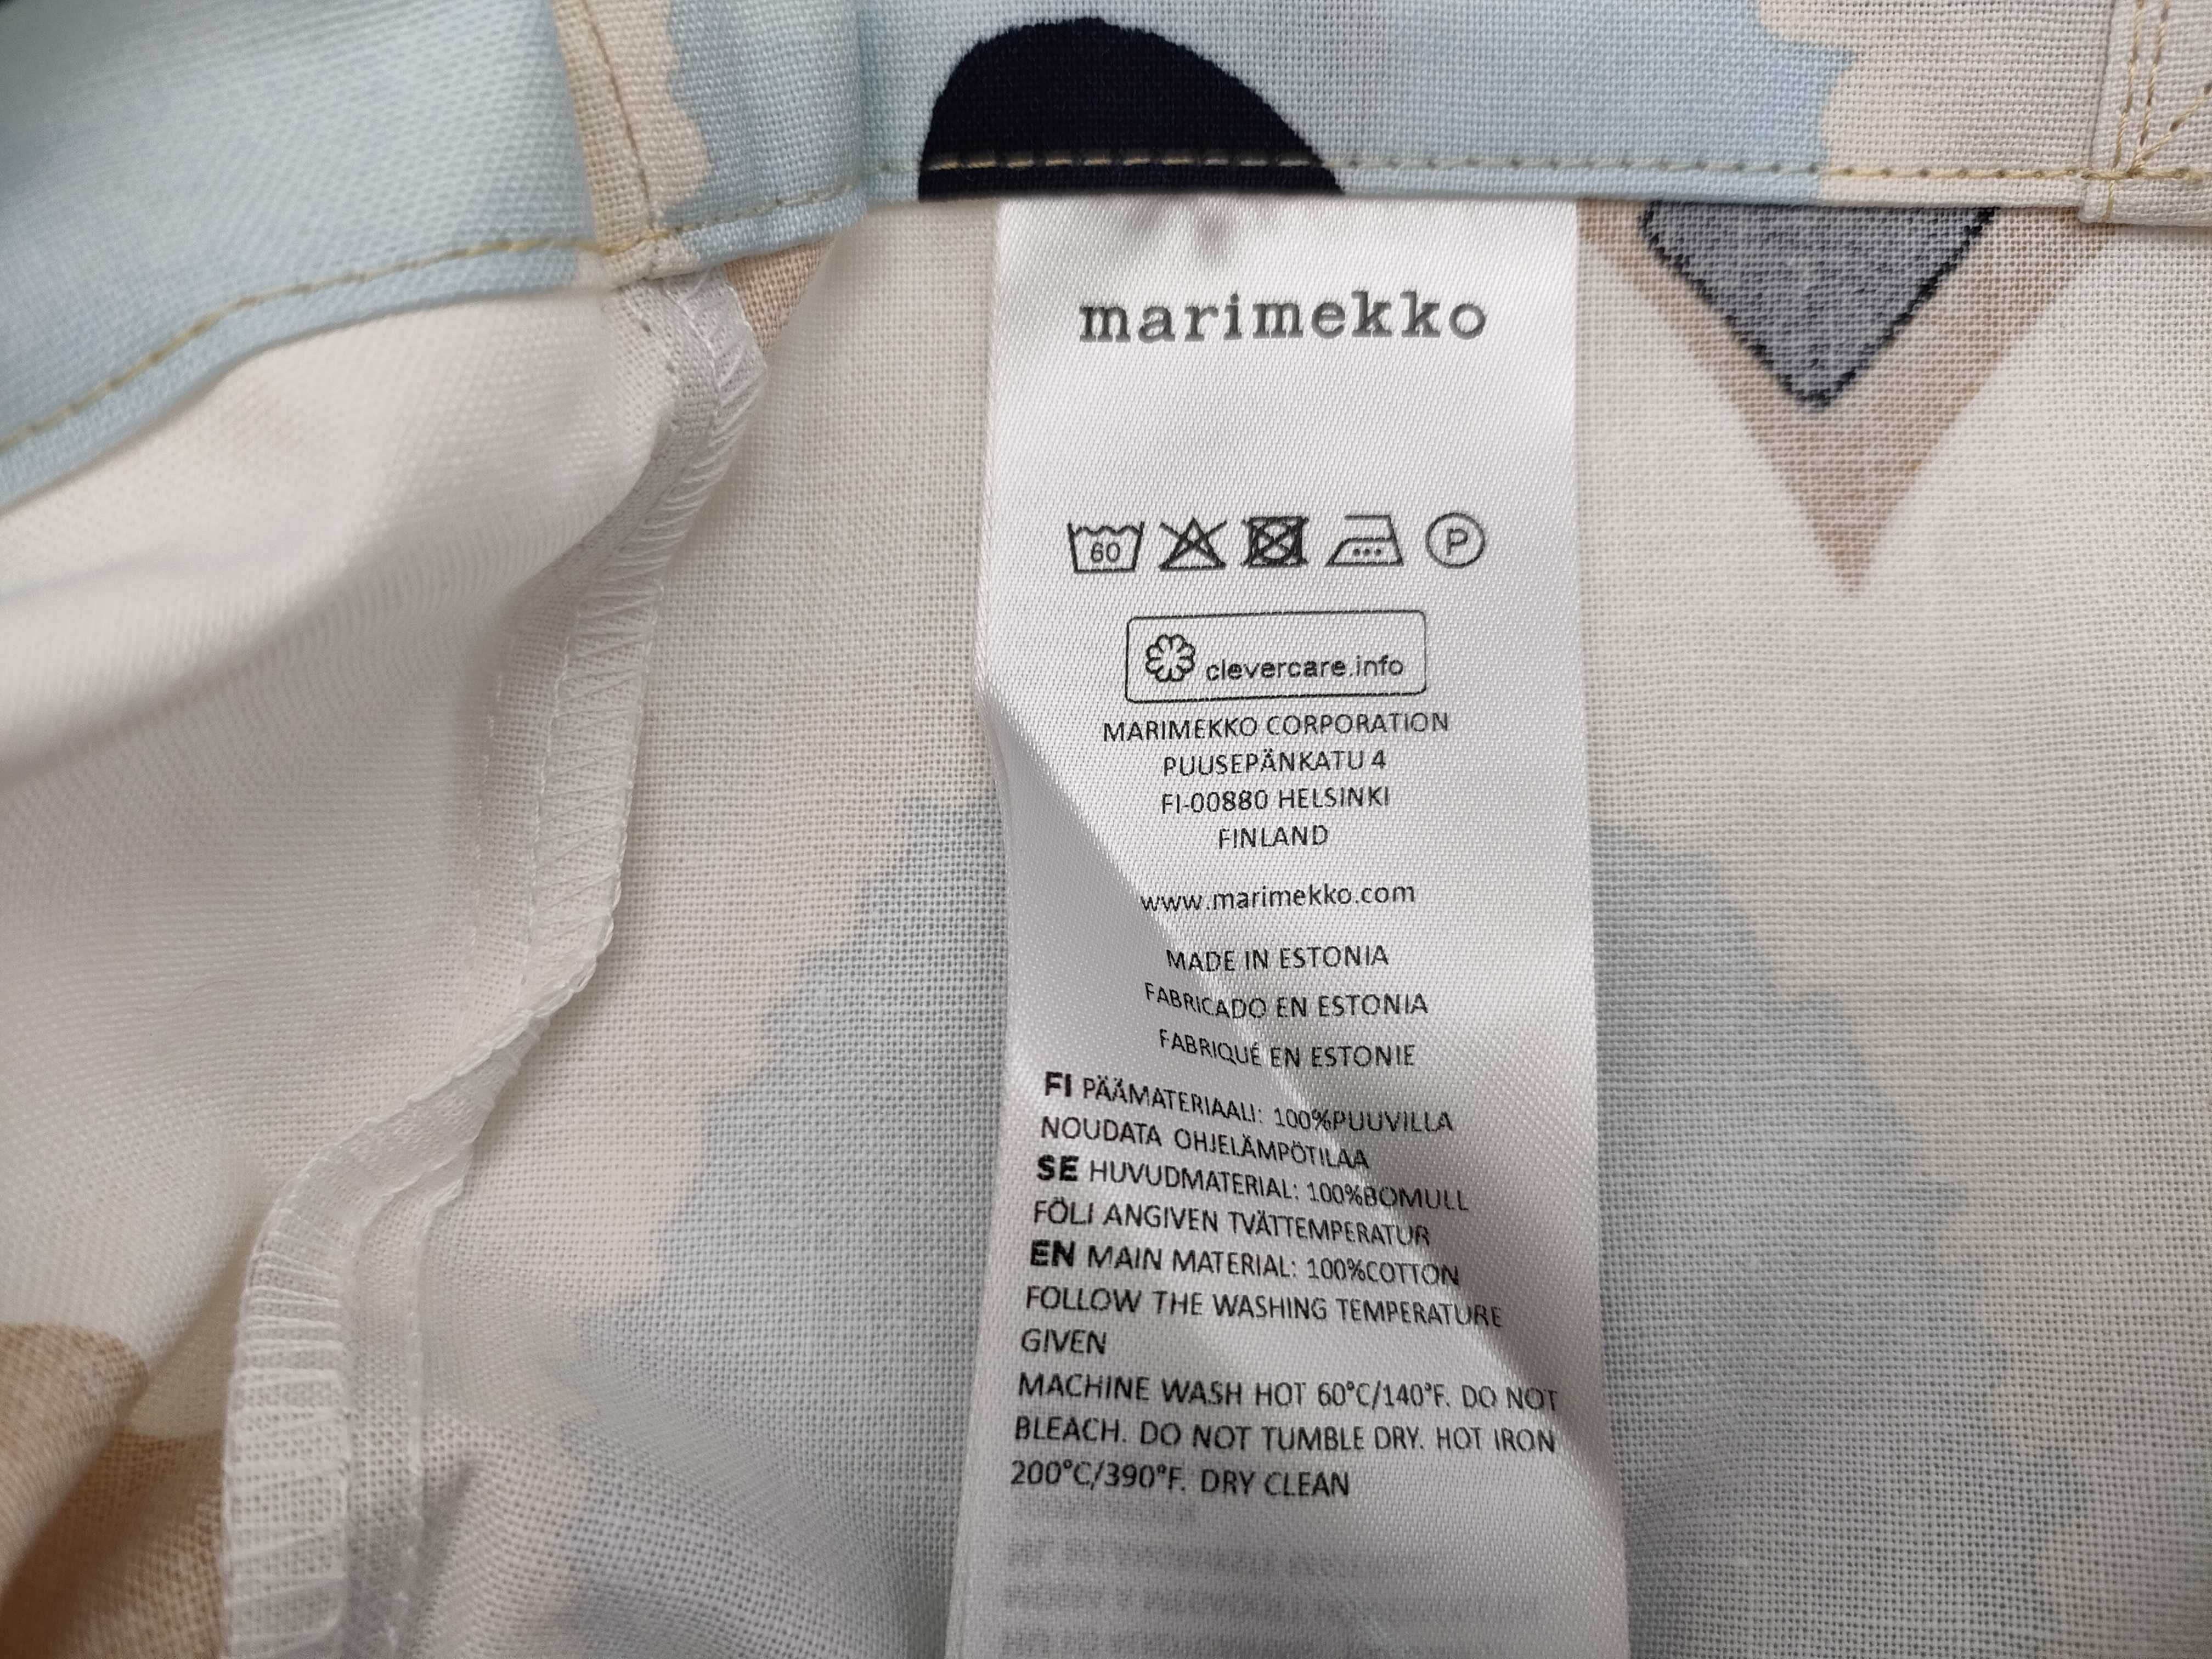 marimekko
60
P
clevercare.info
MARIMEKKO CORPORATION
PUUSEPÄNKATU 4
FI-00880 HELSINKI
FINLAND
www.marimekko.com
MADE IN ESTONIA
FABRICADO EN ESTONIA
FABRIQUÉ EN ESTONIE
FI PÄÄMATERIAALI: 100%PUUVILLA
NOUDATA OHJELÄMPÖTILAA
SE HUVUDMATERIAL: 100%BOMULL
FÖLJ ANGIVEN TVÄTTEMPERATUR
EN MAIN MATERIAL: 100%COTTON
FOLLOW THE WASHING TEMPERATURE
GIVEN
MACHINE WASH HOT 60°C/140°F. DO NOT
BLEACH. DO NOT TUMBLE DRY. HOT IRON
200°C/390°F. DRY CLEAN